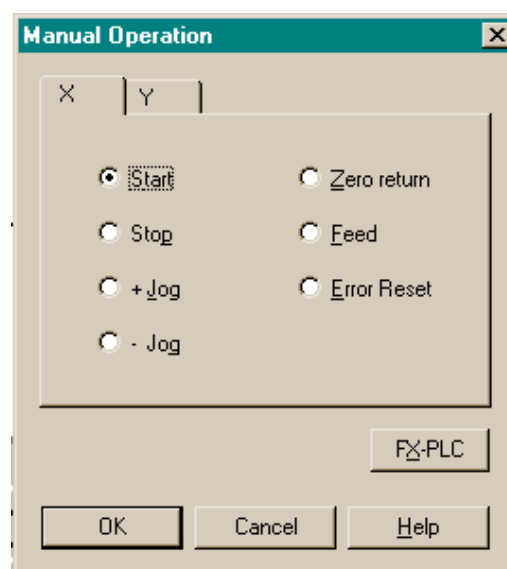 Manual Operation
X Y
Start Zero return
Stop Feed
+ Jog Error Reset
- Jog
FX-PLC
OK Cancel Help